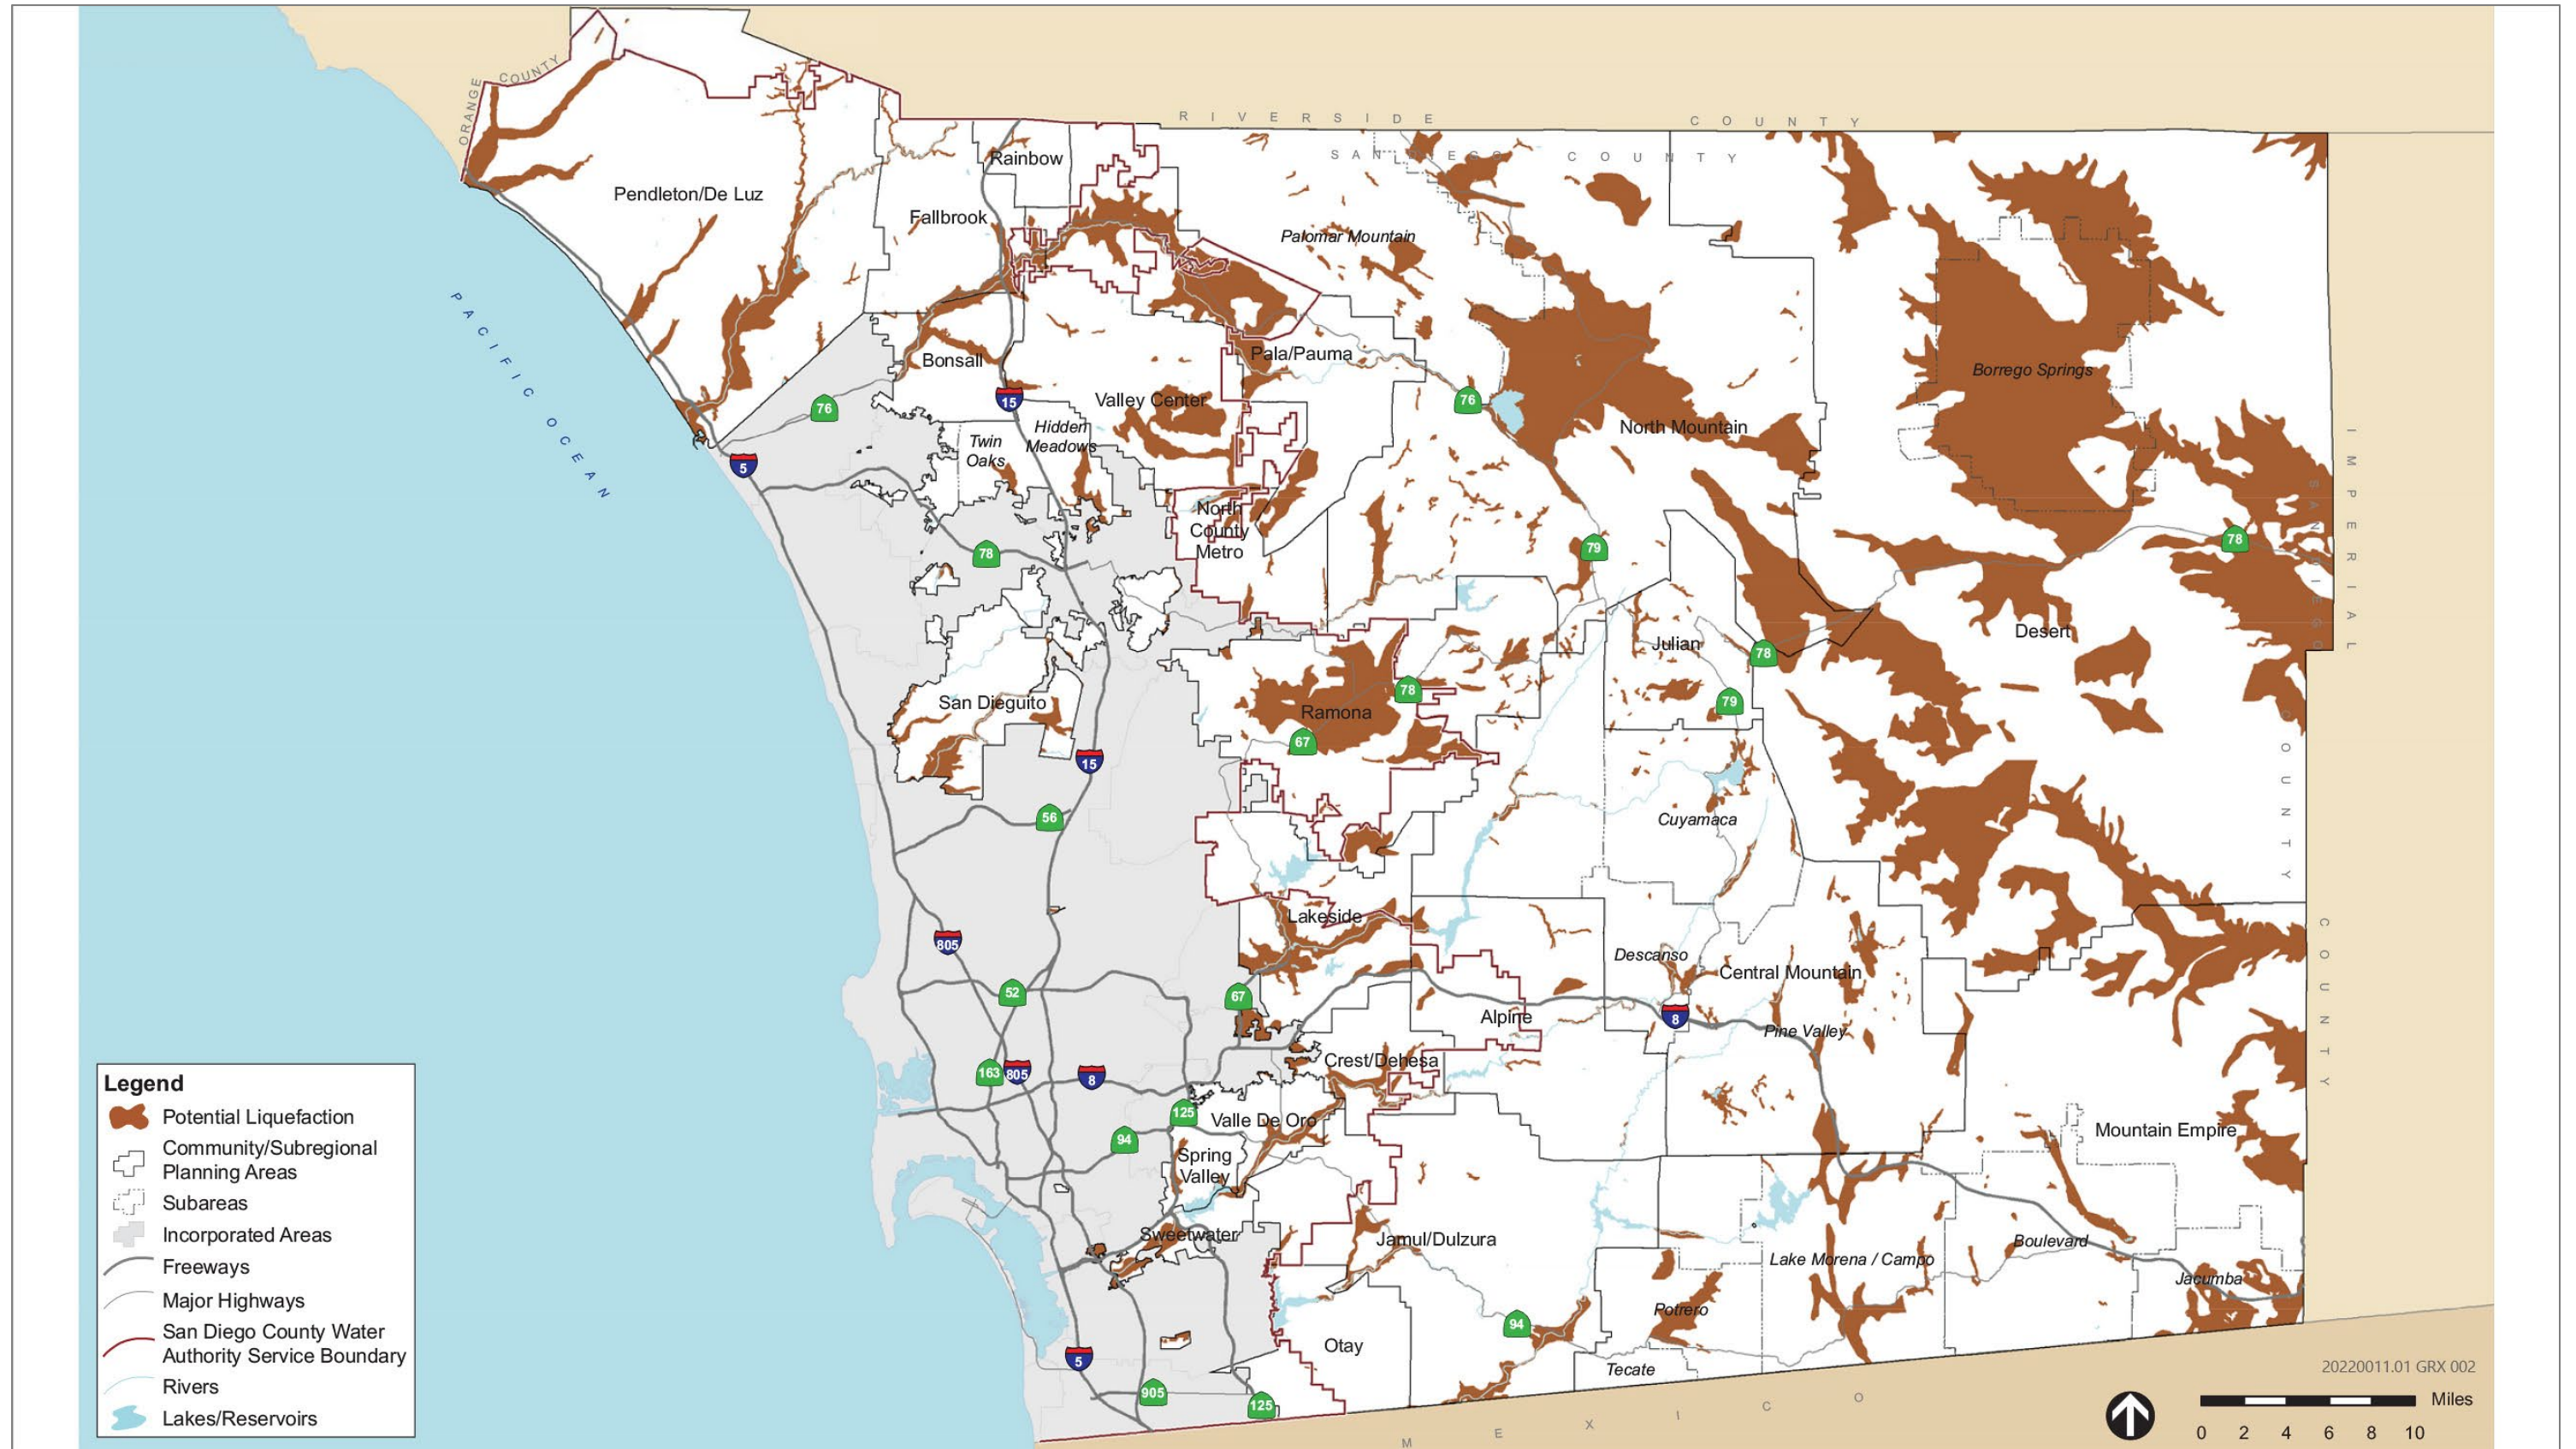 ORANGE COUNTY
RIVERSIDE COUNTY
SAN DIEGO COUNTY
Rainbow
Pendleton/De Luz
Fallbrook
Palomar Mountain
PACIFIC OCEAN
Bonsall
Pala/Pauma
Borrego Springs
76
15
Valley Center
76
North Mountain
Twin
Oaks
Hidden
Meadows
5
IMPERIAL COUNTY
SAN DIEGO COUNTY
North
County
Metro
78
79
78
Desert
Julian
78
San Dieguito
78
79
Ramona
67
15
56
Cuyamaca
Lakeside
805
Descanso
Central Mountain
52
67
Alpine
8
Pine Valley
Crest/Dehesa
163
805
8
125
Valle De Oro
94
Mountain Empire
Spring
Valley
Sweetwater
Jamul/Dulzura
Boulevard
Lake Morena / Campo
Jacumba
Potrero
94
Otay
5
Tecate
905
125
MEXICO
Legend
Potential Liquefaction
Community/Subregional
Planning Areas
Subareas
Incorporated Areas
Freeways
Major Highways
San Diego County Water
Authority Service Boundary
Rivers
Lakes/Reservoirs
20220011.01 GRX 002
Miles
0 2 4 6 8 10